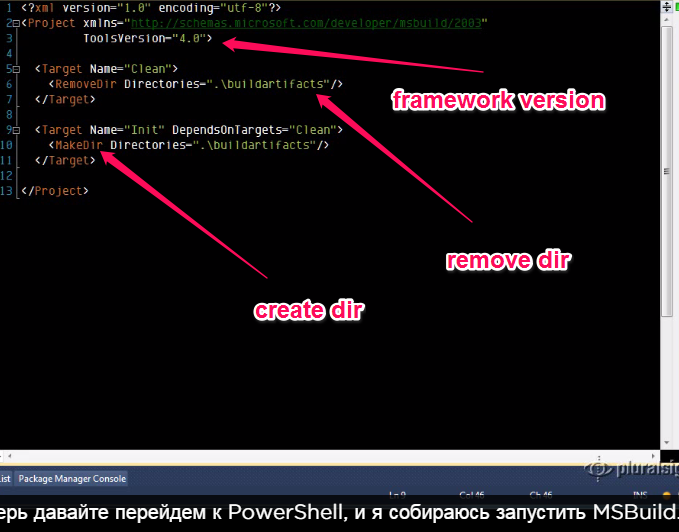 1 <?xml version="1.0" encoding="utf-8"?>
2 <Project xmlns="http://schemas.microsoft.com/developer/msbuild/2003"
3 ToolsVersion="4.0">
4
5 <Target Name="Clean">
6 <RemoveDir Directories=".\buildartifacts"/>
7 </Target>
8
9 <Target Name="Init" DependsOnTargets="Clean">
10 <MakeDir Directories=".\buildartifacts"/>
11 </Target>
12
13 </Project>
framework version
remove dir
create dir
pluralsig
ist Package Manager Console
Ln 9 Col 46 Ch 46 INS
ерь давайте перейдем к PowerShell, и я собираюсь запустить MSBuild.